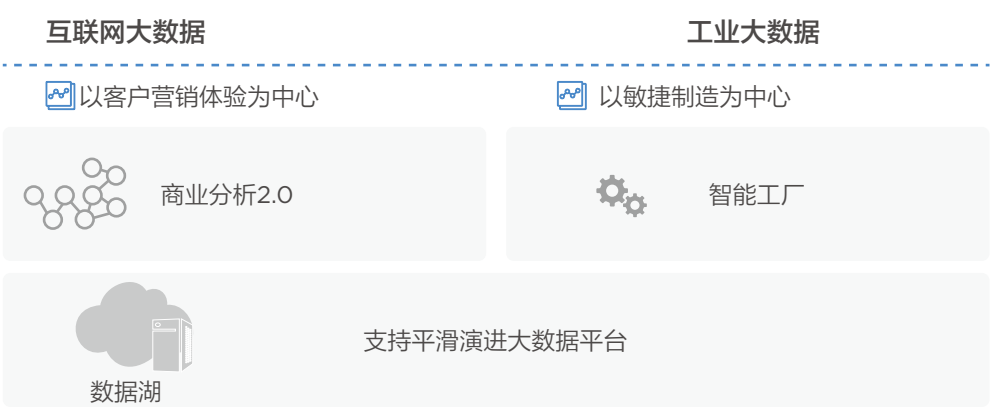 互联网大数据
工业大数据
以客户营销体验为中心
以敏捷制造为中心
商业分析2.0
智能工厂
支持平滑演进大数据平台
数据湖